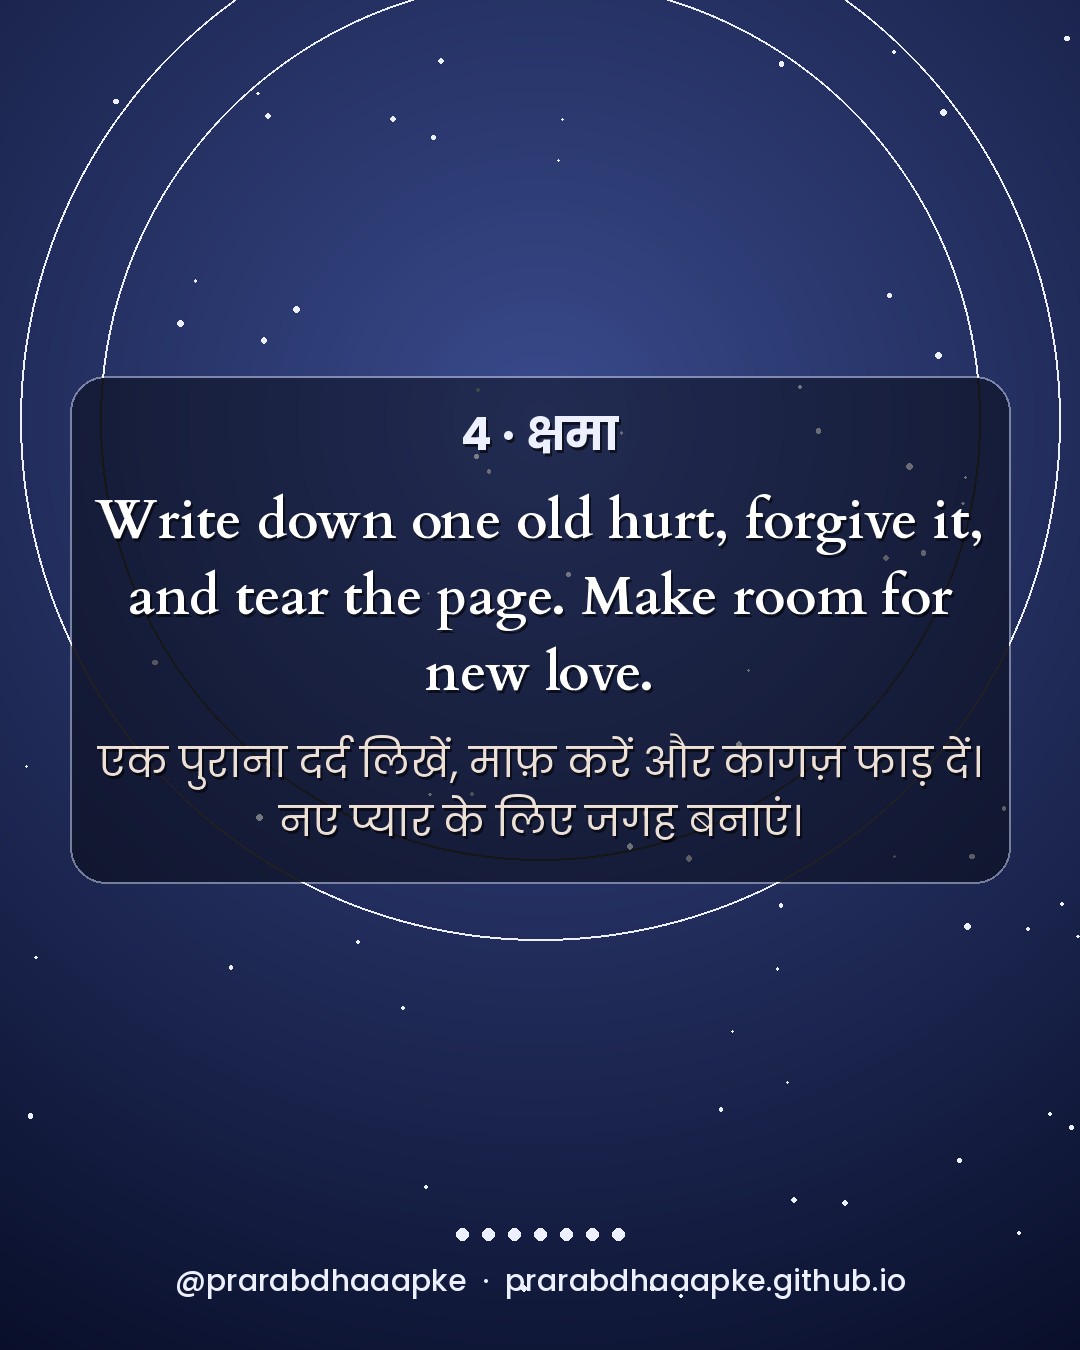 4 · क्षमा
Write down one old hurt, forgive it,
and tear the page. Make room for
new love.
एक पुराना दर्द लिखें, माफ़ करें और कागज़ फाड़ दें।
नए प्यार के लिए जगह बनाएं।
@prarabdhaaapke · prarabdhaaapke.github.io